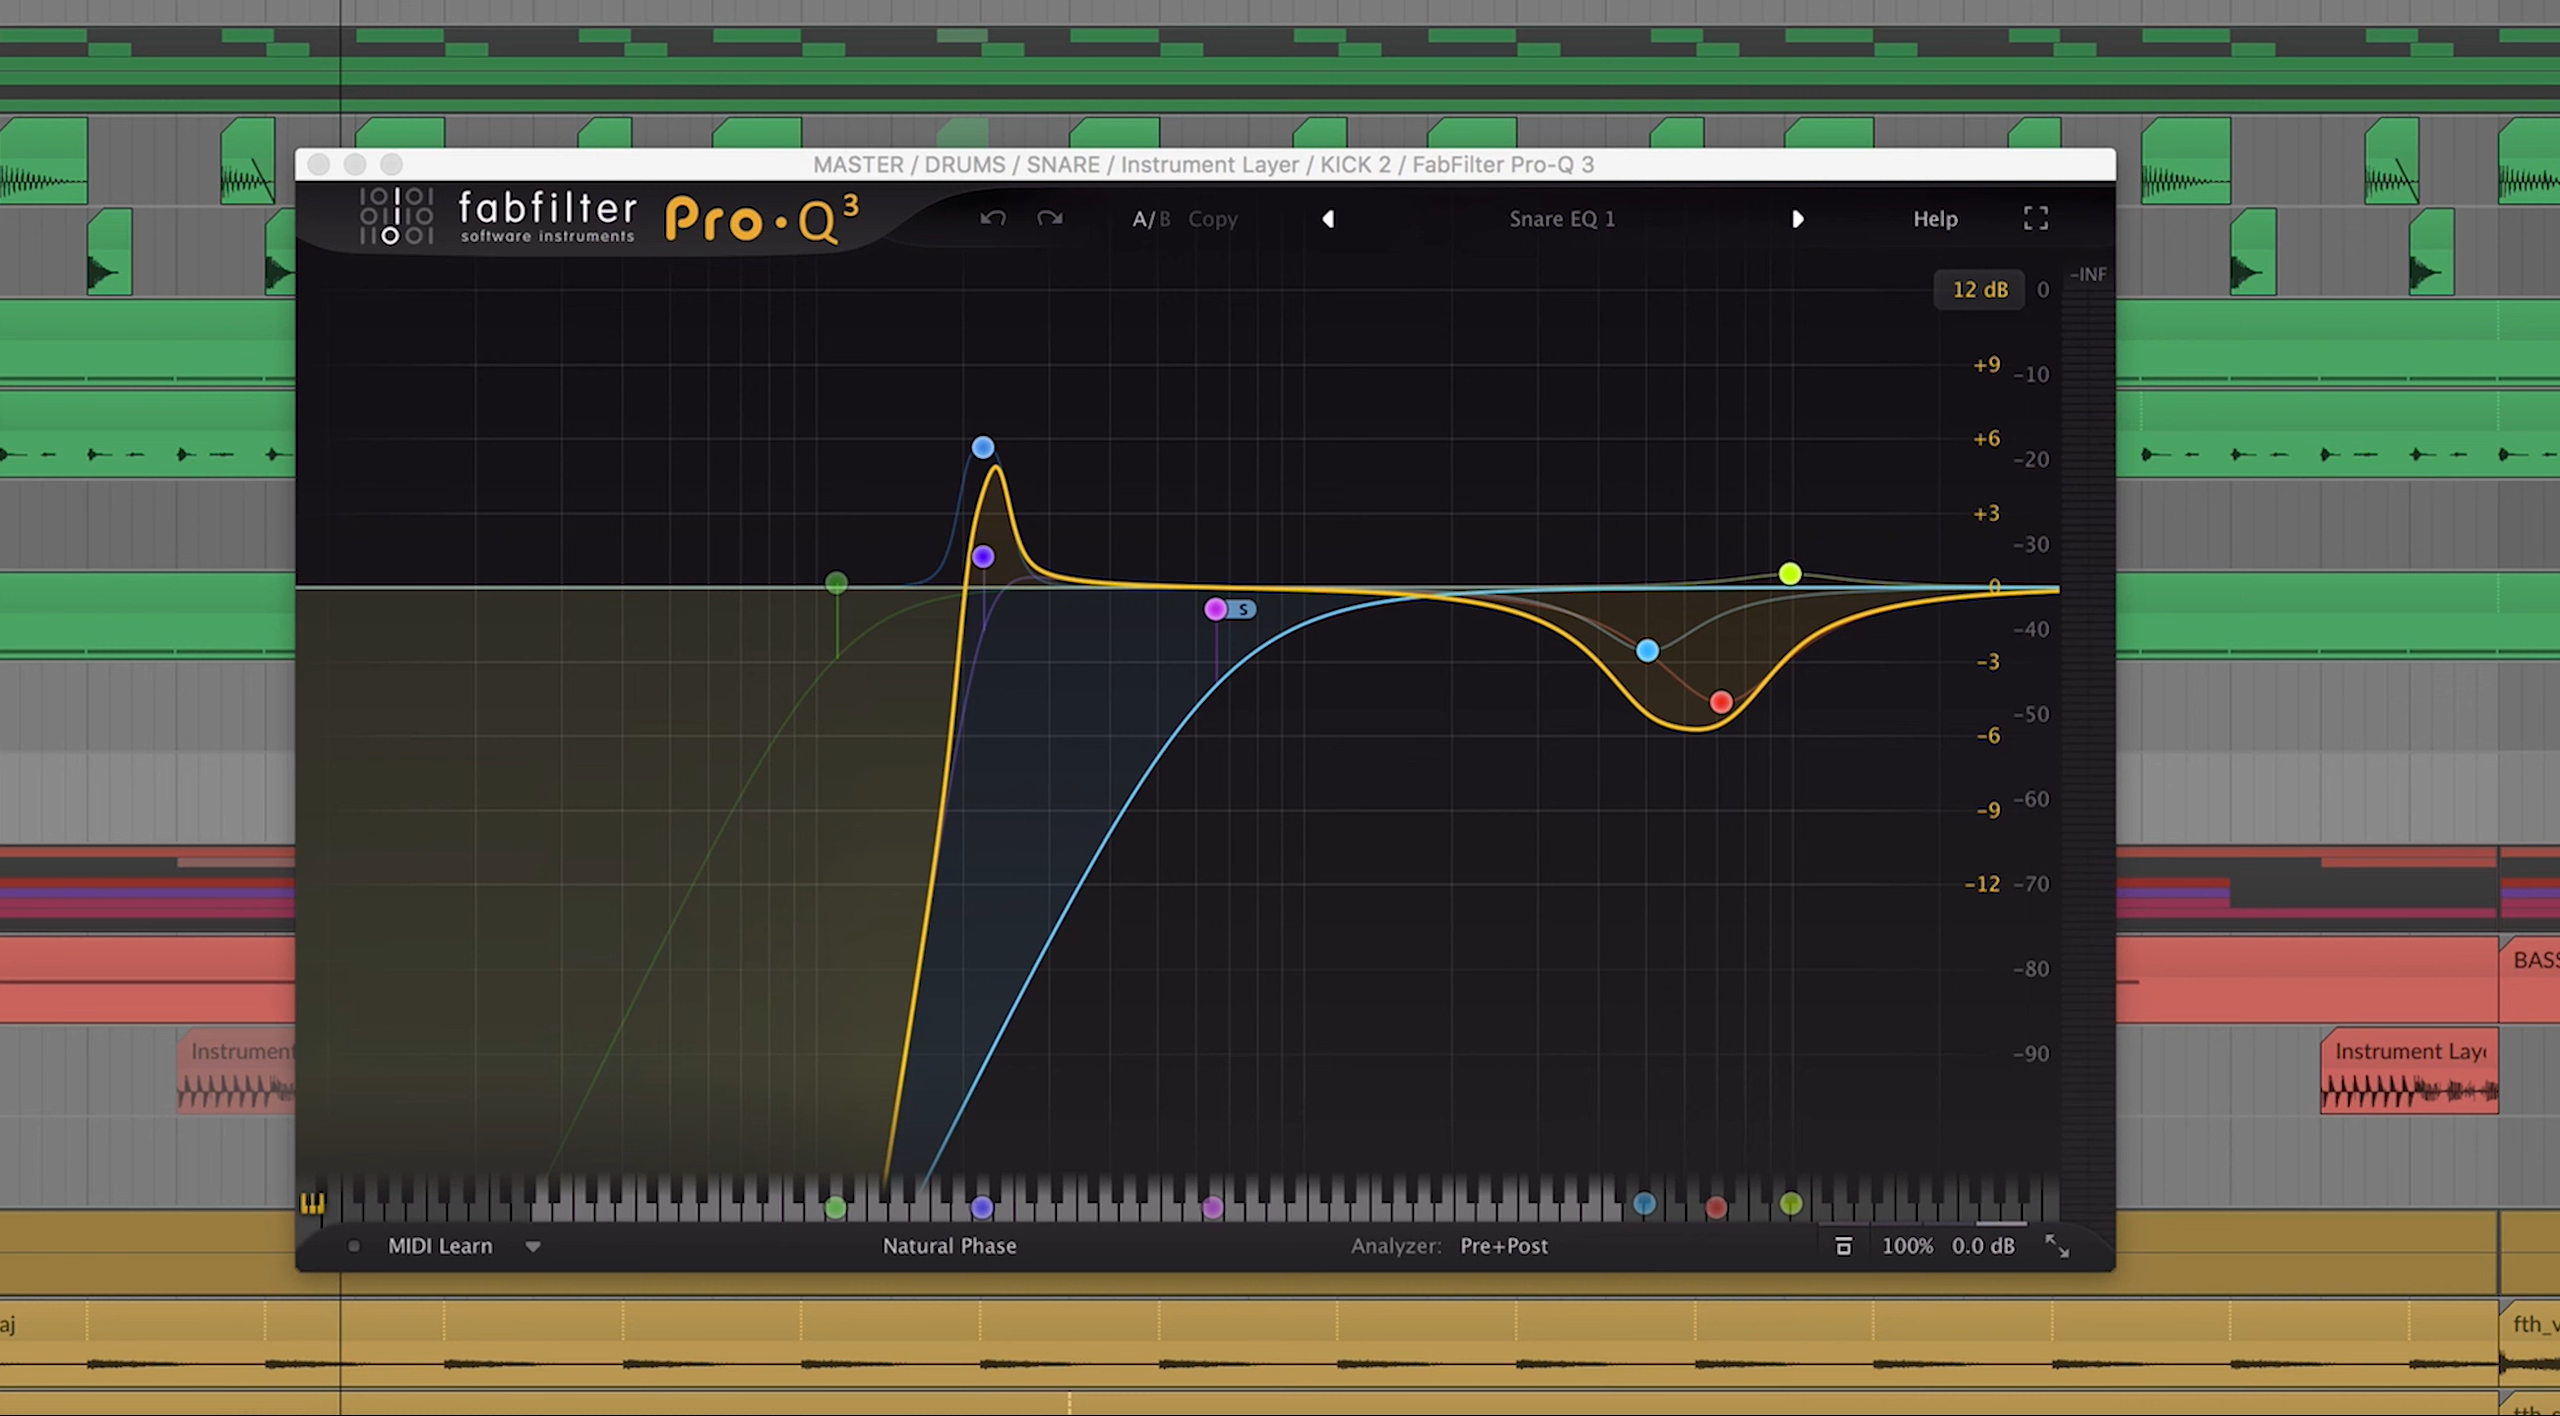 MASTER / DRUMS / SNARE / Instrument Layer / KICK 2 / FabFilter Pro-Q 3
fabfilter
software instruments
Pro·Q3
A/B Copy
Snare EQ 1
Help
12 dB
0
-INF
+9
-10
+6
-20
+3
-30
0
-40
-3
-50
-6
-60
-9
-12
-70
-80
-90
S
BASS
Instrument
Instrument Laye
MIDI Learn
Natural Phase
Analyzer: Pre+Post
100%
0.0 dB
aj
fth_v